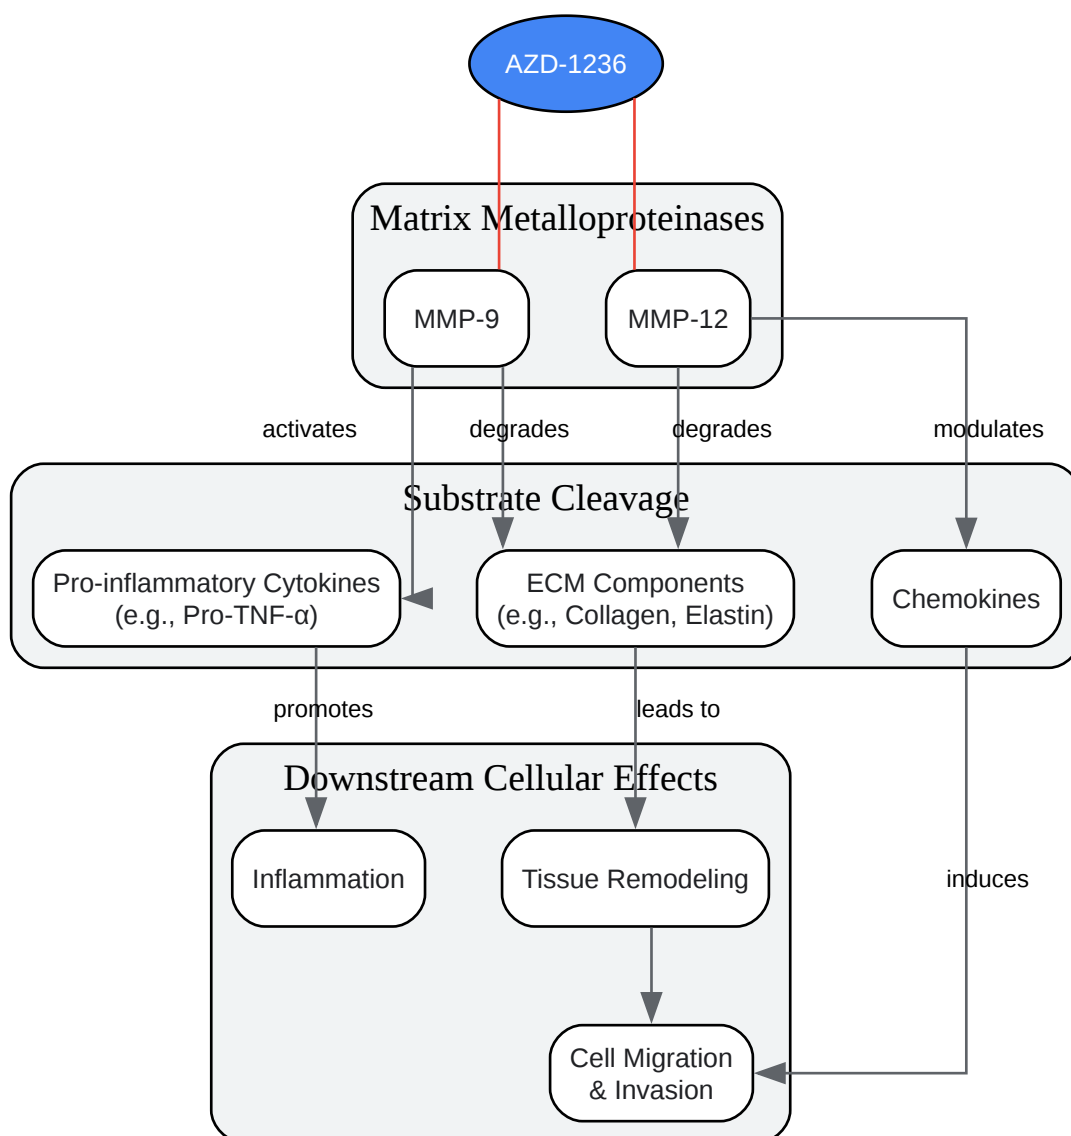 AZD-1236
Matrix Metalloproteinases
MMP-9
MMP-12
activates
degrades
degrades
modulates
Substrate Cleavage
Pro-inflammatory Cytokines
(e.g., Pro-TNF-α)
ECM Components
(e.g., Collagen, Elastin)
Chemokines
promotes
leads to
Downstream Cellular Effects
Inflammation
Tissue Remodeling
induces
Cell Migration
& Invasion